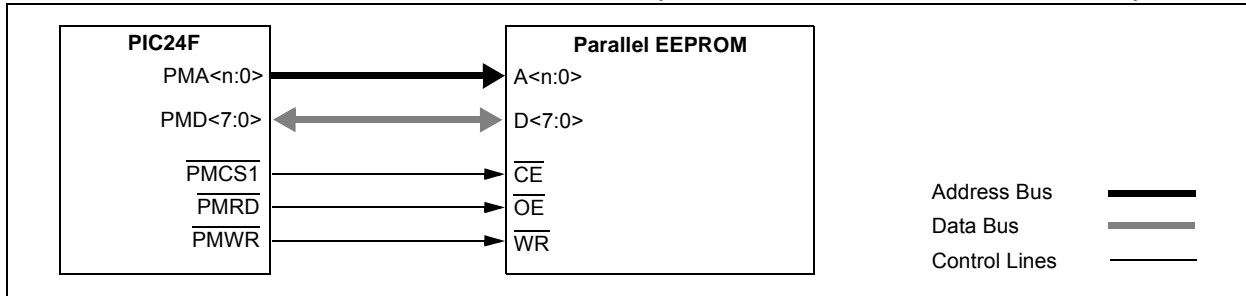 PIC24F
Parallel EEPROM
PMA<n:0>
A<n:0>
PMD<7:0>
D<7:0>
PMCS1
CE
PMRD
OE
PMWR
WR
Address Bus
Data Bus
Control Lines